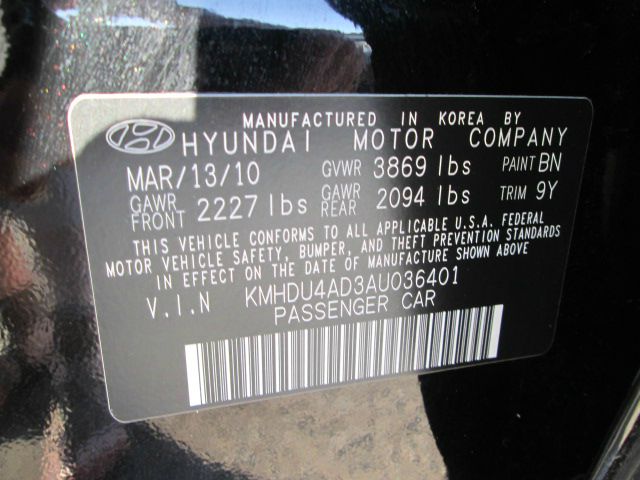 MANUFACTURED IN KOREA BY
HYUNDAI MOTOR COMPANY
MAR/13/10 GVWR 3869 lbs PAINT BN
GAWR FRONT 2227 lbs GAWR REAR 2094 lbs TRIM 9Y
THIS VEHICLE CONFORMS TO ALL APPLICABLE U.S.A. FEDERAL
MOTOR VEHICLE SAFETY, BUMPER, AND THEFT PREVENTION STANDARDS
IN EFFECT ON THE DATE OF MANUFACTURE SHOWN ABOVE
V.I.N KMHDU4AD3AU036401
PASSENGER CAR